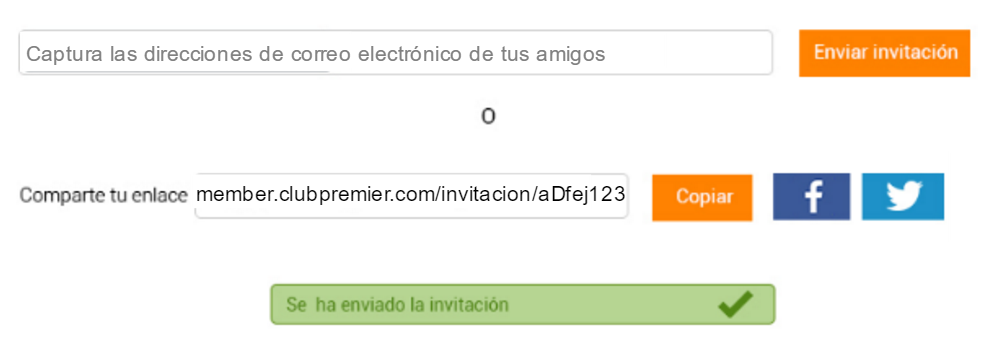 Captura las direcciones de correo electrónico de tus amigos
Enviar invitación
O
Comparte tu enlace member.clubpremier.com/invitacion/aDfej123 Copiar
Se ha enviado la invitación